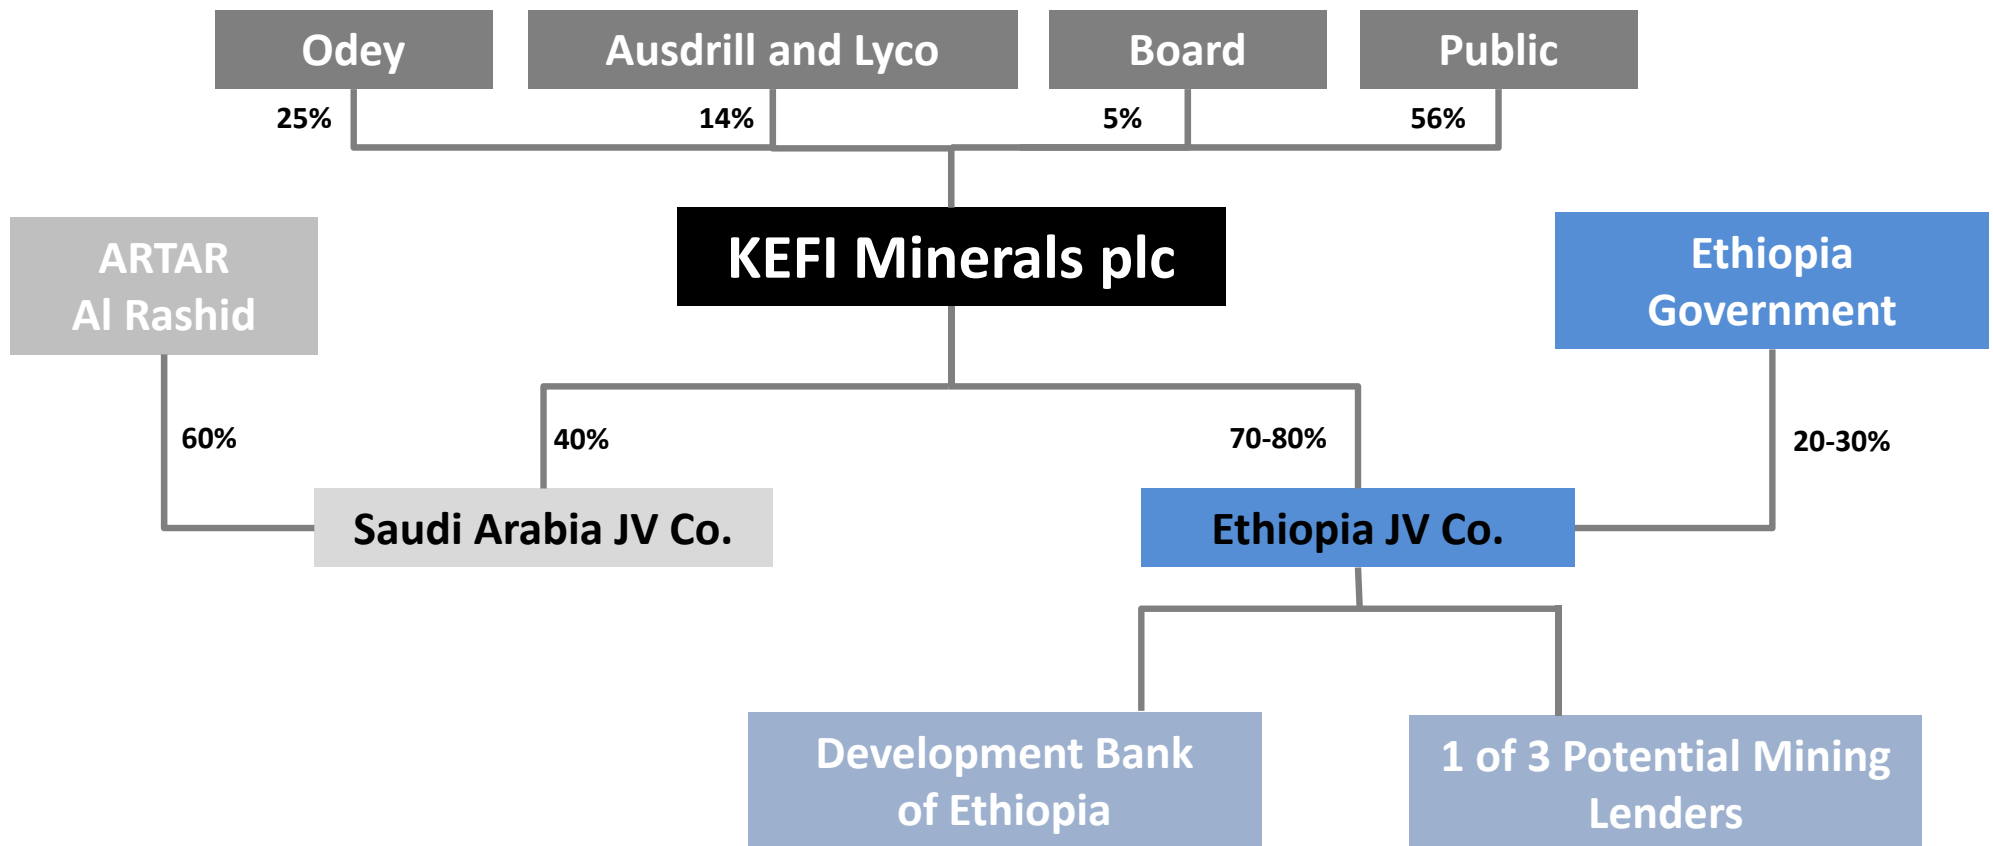 Odey
Ausdrill and Lyco
Board
Public
25%
14%
5%
56%
KEFI Minerals plc
ARTAR
Al Rashid
Ethiopia
Government
60%
40%
70-80%
20-30%
Saudi Arabia JV Co.
Ethiopia JV Co.
Development Bank
of Ethiopia
1 of 3 Potential Mining
Lenders